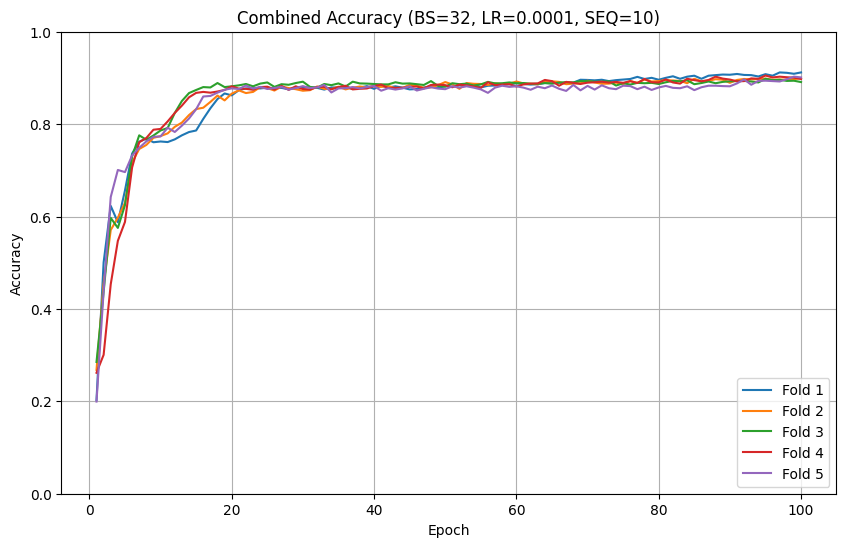 Combined Accuracy (BS=32, LR=0.0001, SEQ=10)
1.0
0.8
0.6
0.4
0.2
0.0
Accuracy
0 20 40 60 80 100
Epoch
Fold 1
Fold 2
Fold 3
Fold 4
Fold 5